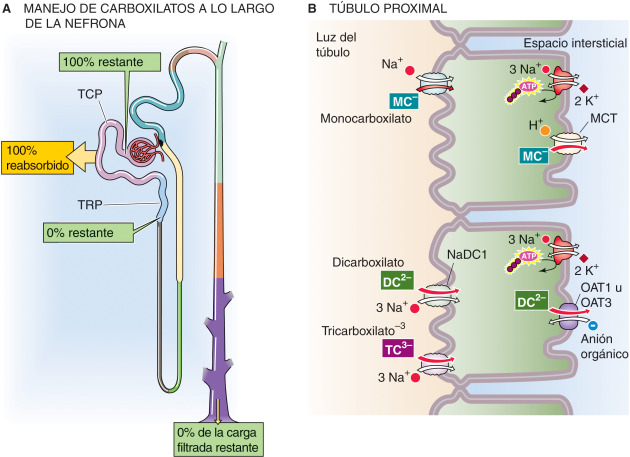 A MANEJO DE CARBOXILATOS A LO LARGO
DE LA NEFRONA
100% restante
TCP
100%
reabsorbido
TRP
0% restante
0% de la carga
filtrada restante
B TÚBULO PROXIMAL
Luz del
túbulo
Espacio intersticial
Na+
MC–
Monocarboxilato
3 Na+
ATP
2 K+
H+
MCT
MC–
Dicarboxilato
NaDC1
DC2–
3 Na+
Tricarboxilato–3
TC3–
3 Na+
3 Na+
ATP
2 K+
OAT1 u
OAT3
DC2–
–
Anión
orgánico